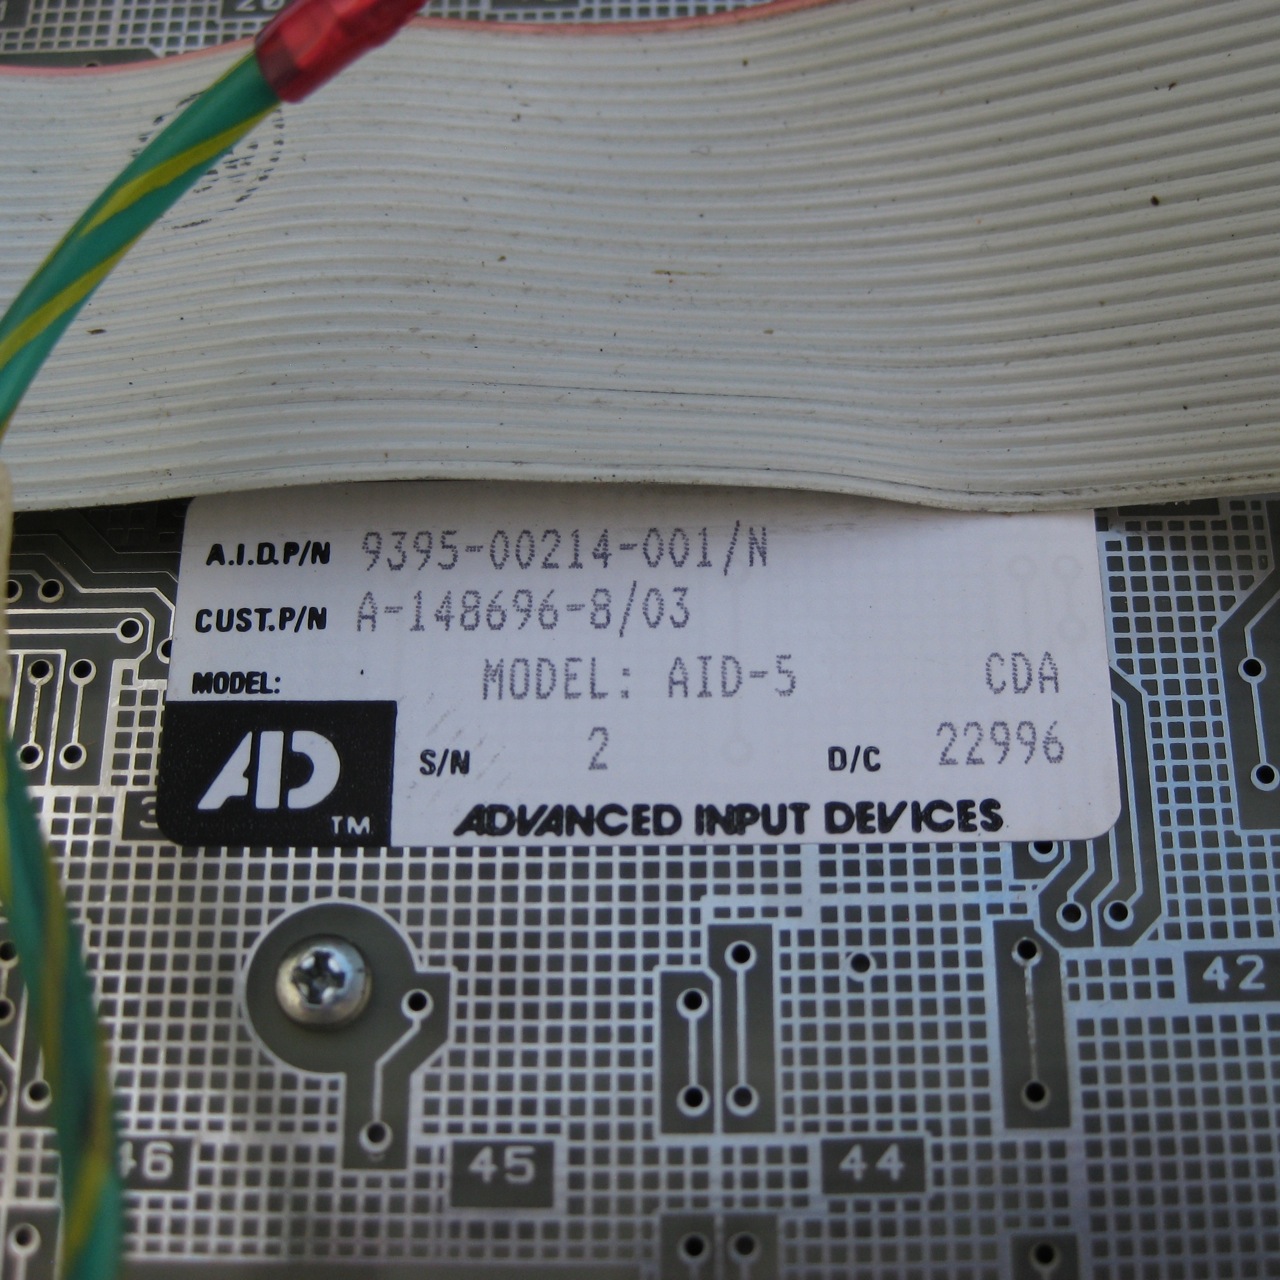 A.I.D.P/N 9395-00214-001/N
CUST.P/N A-148696-8/03
MODEL: MODEL: AID-5 CDA
S/N 2 D/C 22996
AID TM
ADVANCED INPUT DEVICES
42
46 45 44